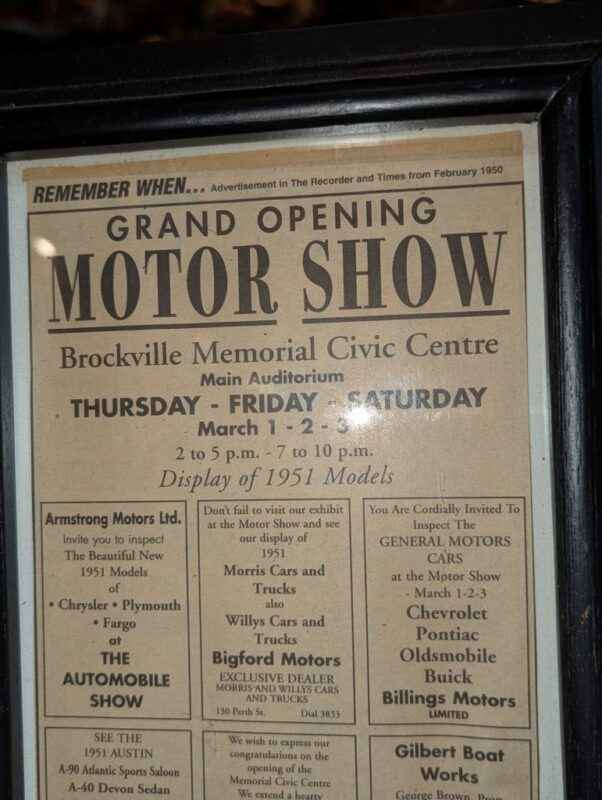 REMEMBER WHEN... Advertisement in The Recorder and Times from February 1950
GRAND OPENING
MOTOR SHOW
Brockville Memorial Civic Centre
Main Auditorium
THURSDAY - FRIDAY - SATURDAY
March 1 - 2 - 3
2 to 5 p.m. - 7 to 10 p.m.
Display of 1951 Models
Armstrong Motors Ltd.
Invite you to inspect
The Beautiful New
1951 Models
of
• Chrysler • Plymouth
• Fargo
at
THE
AUTOMOBILE
SHOW
Don't fail to visit our exhibit
at the Motor Show and see
our display of
1951
Morris Cars and
Trucks
also
Willys Cars and
Trucks
Bigford Motors
EXCLUSIVE DEALER
MORRIS AND WILLYS CARS
AND TRUCKS
130 Perth St. Dial 3853
You Are Cordially Invited To
Inspect The
GENERAL MOTORS
CARS
at the Motor Show
- March 1-2-3
Chevrolet
Pontiac
Oldsmobile
Buick
Billings Motors
LIMITED
SEE THE
1951 AUSTIN
A-90 Atlantic Sports Saloon
A-40 Devon Sedan
We wish to express our
congratulations on the
opening of the
Memorial Civic Centre
We extend a hearty
Gilbert Boat
Works
George Brown, Prop.